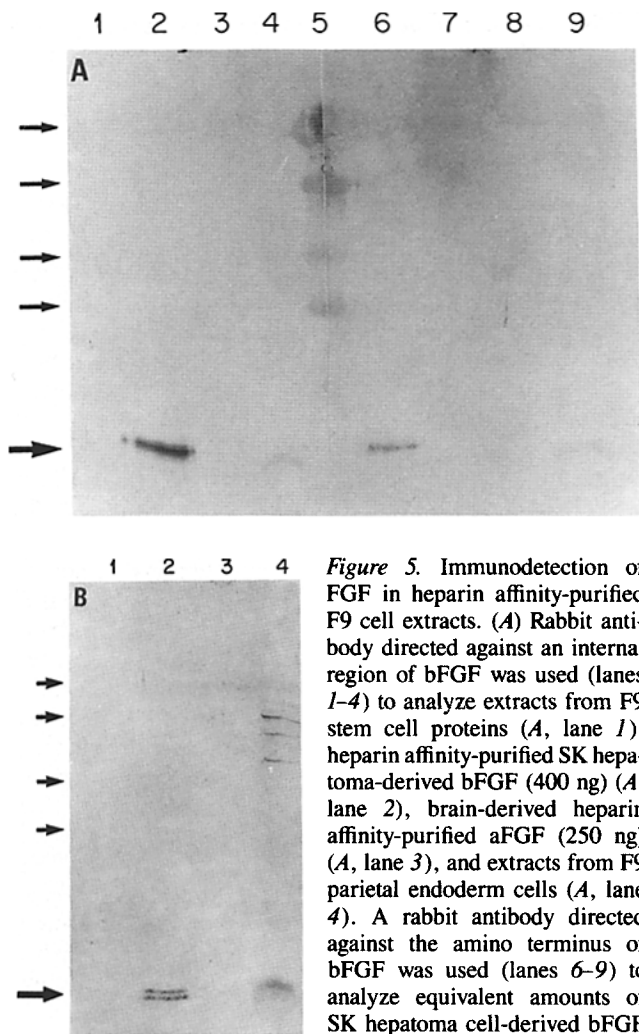 1 2 3 4 5 6 7 8 9
A
B
1 2 3 4
Figure 5. Immunodetection of
FGF in heparin affinity-purified
F9 cell extracts. (A) Rabbit anti-
body directed against an interna
region of bFGF was used (lanes
1-4) to analyze extracts from F9
stem cell proteins (A, lane 1)
heparin affinity-purified SK hepa-
toma-derived bFGF (400 ng) (A
lane 2), brain-derived heparin
affinity-purified aFGF (250 ng)
(A, lane 3), and extracts from F9
parietal endoderm cells (A, lane
4). A rabbit antibody directed
against the amino terminus of
bFGF was used (lanes 6-9) to
analyze equivalent amounts of
SK hepatoma cell-derived bFGF